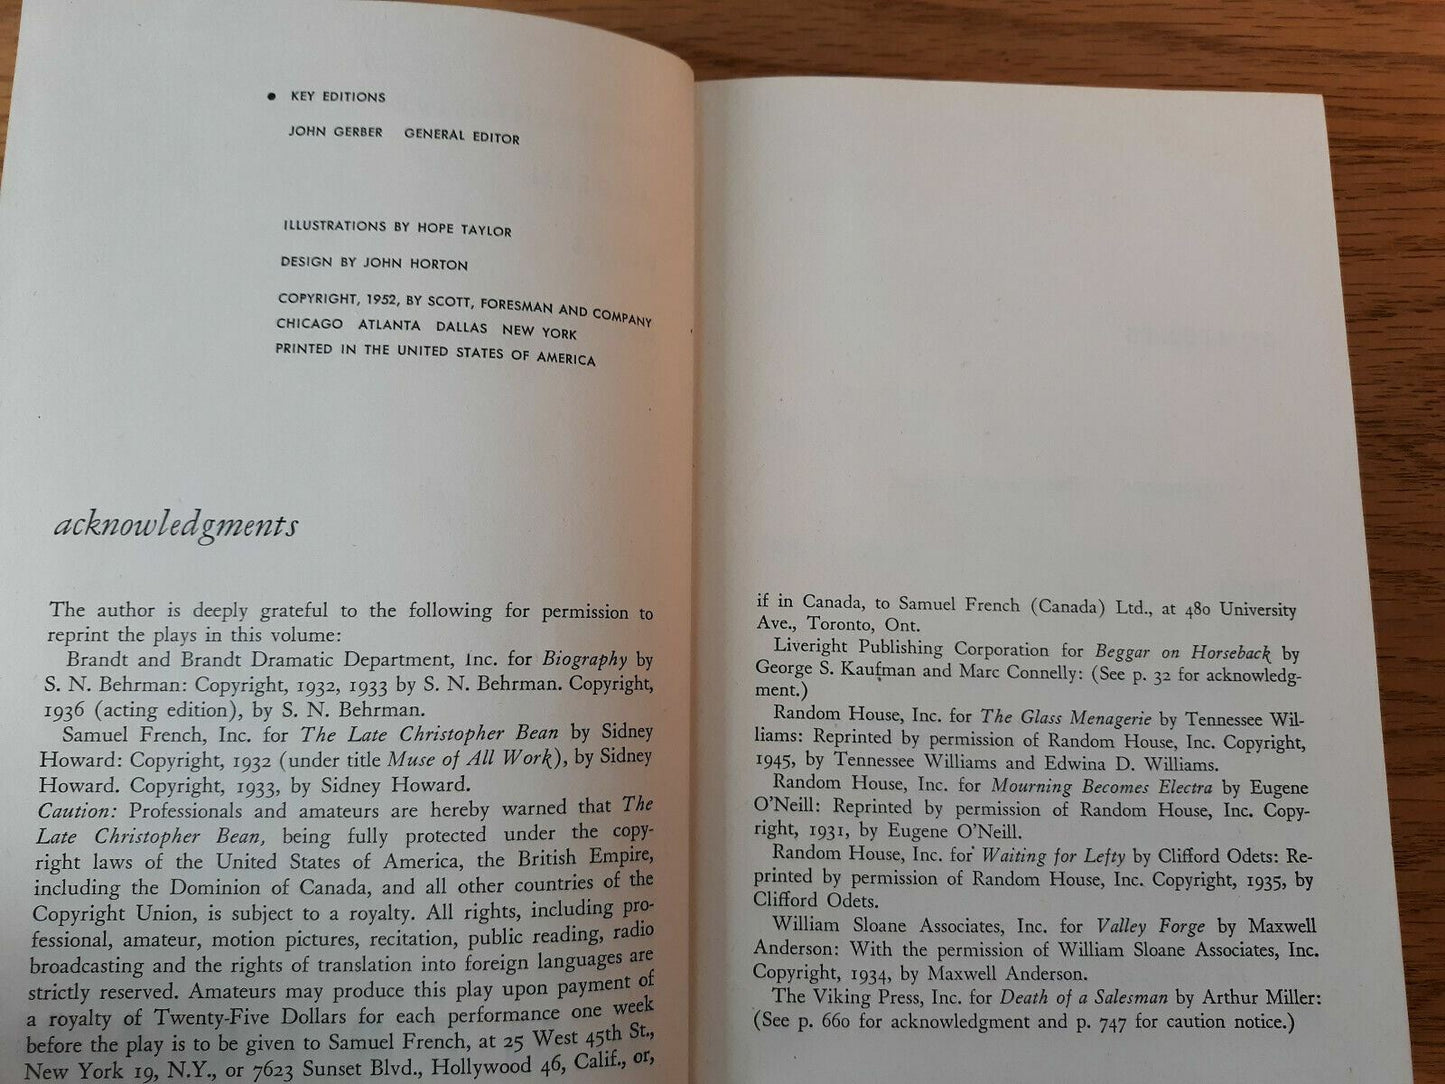 • KEY EDITIONS
JOHN GERBER GENERAL EDITOR
ILLUSTRATIONS BY HOPE TAYLOR
DESIGN BY JOHN HORTON
COPYRIGHT, 1952, BY SCOTT, FORESMAN AND COMPANY
CHICAGO ATLANTA DALLAS NEW YORK
PRINTED IN THE UNITED STATES OF AMERICA
acknowledgments
The author is deeply grateful to the following for permission to
reprint the plays in this volume:
Brandt and Brandt Dramatic Department, Inc. for Biography by
S. N. Behrman: Copyright, 1932, 1933 by S. N. Behrman. Copyright,
1936 (acting edition), by S. N. Behrman.
Samuel French, Inc. for The Late Christopher Bean by Sidney
Howard: Copyright, 1932 (under title Muse of All Work), by Sidney
Howard. Copyright, 1933, by Sidney Howard.
Caution: Professionals and amateurs are hereby warned that The
Late Christopher Bean, being fully protected under the copy-
right laws of the United States of America, the British Empire,
including the Dominion of Canada, and all other countries of the
Copyright Union, is subject to a royalty. All rights, including pro-
fessional, amateur, motion pictures, recitation, public reading, radio
broadcasting and the rights of translation into foreign languages are
strictly reserved. Amateurs may produce this play upon payment of
a royalty of Twenty-Five Dollars for each performance one week
before the play is to be given to Samuel French, at 25 West 45th St.,
New York 19, N.Y., or 7623 Sunset Blvd., Hollywood 46, Calif., or,
if in Canada, to Samuel French (Canada) Ltd., at 480 University
Ave., Toronto, Ont.
Liveright Publishing Corporation for Beggar on Horseback by
George S. Kaufman and Marc Connelly: (See p. 32 for acknowledg-
ment.)
Random House, Inc. for The Glass Menagerie by Tennessee Wil-
liams: Reprinted by permission of Random House, Inc. Copyright,
1945, by Tennessee Williams and Edwina D. Williams.
Random House, Inc. for Mourning Becomes Electra by Eugene
O'Neill: Reprinted by permission of Random House, Inc. Copy-
right, 1931, by Eugene O'Neill.
Random House, Inc. for Waiting for Lefty by Clifford Odets: Re-
printed by permission of Random House, Inc. Copyright, 1935, by
Clifford Odets.
William Sloane Associates, Inc. for Valley Forge by Maxwell
Anderson: With the permission of William Sloane Associates, Inc.
Copyright, 1934, by Maxwell Anderson.
The Viking Press, Inc. for Death of a Salesman by Arthur Miller:
(See p. 660 for acknowledgment and p. 747 for caution notice.)